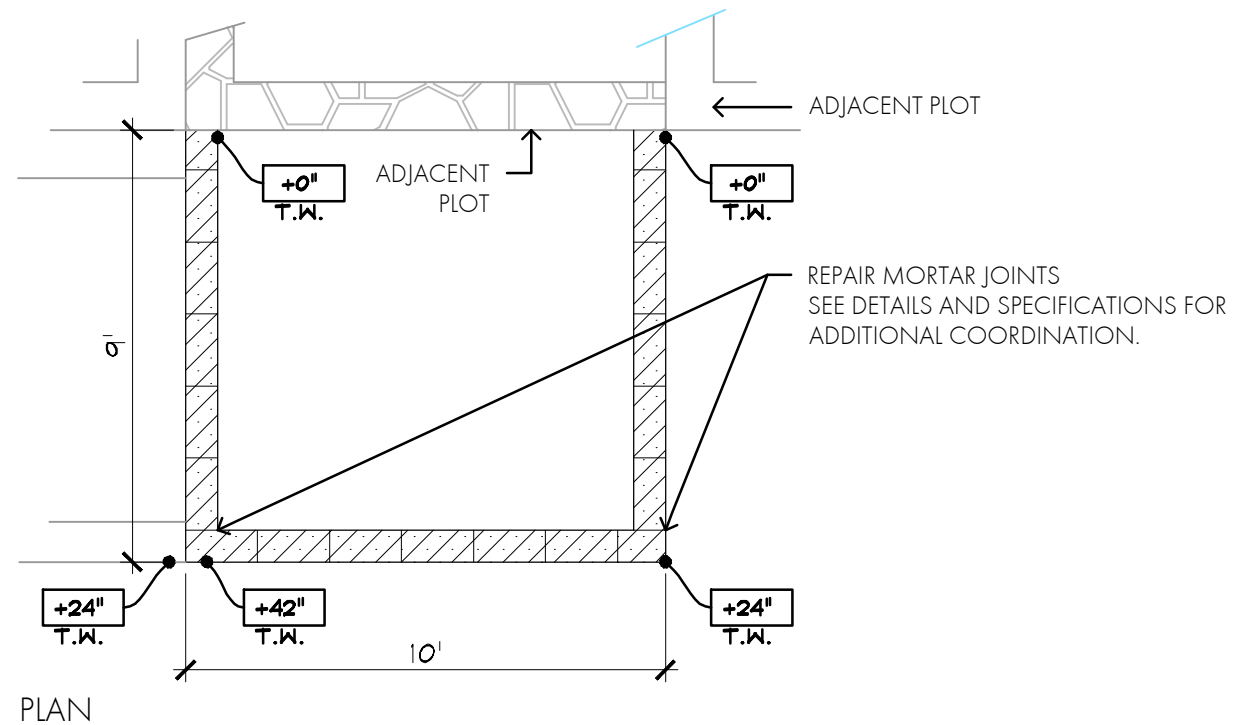 ADJACENT PLOT
ADJACENT
PLOT
+0"
T.W.
+0"
T.W.
REPAIR MORTAR JOINTS
SEE DETAILS AND SPECIFICATIONS FOR
ADDITIONAL COORDINATION.
9'
+24"
T.W.
+42"
T.W.
+24"
T.W.
10'
PLAN